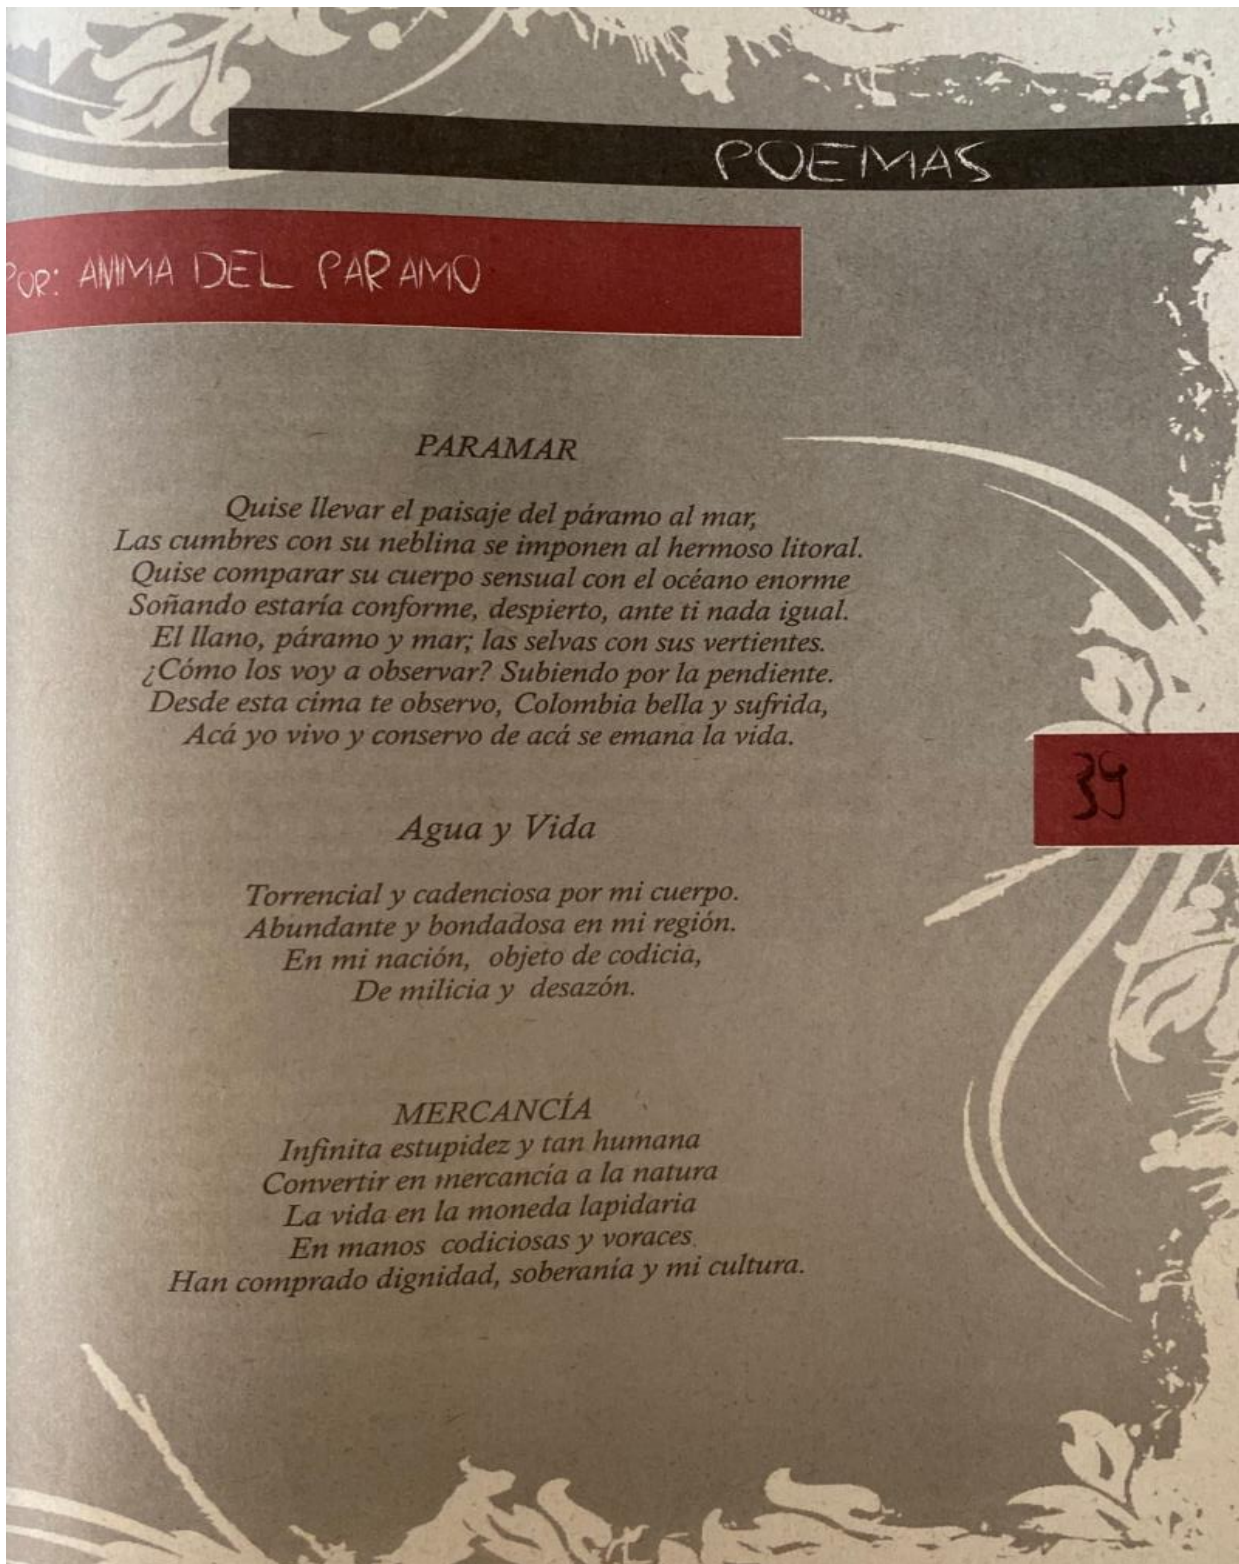 POEMAS
POR: ANIMA DEL PARAMO
PARAMAR
Quise llevar el paisaje del páramo al mar,
Las cumbres con su neblina se imponen al hermoso litoral.
Quise comparar su cuerpo sensual con el océano enorme
Soñando estaría conforme, despierto, ante ti nada igual.
El llano, páramo y mar; las selvas con sus vertientes.
¿Cómo los voy a observar? Subiendo por la pendiente.
Desde esta cima te observo, Colombia bella y sufrida,
Acá yo vivo y conservo de acá se emana la vida.
39
Agua y Vida
Torrencial y cadenciosa por mi cuerpo.
Abundante y bondadosa en mi región.
En mi nación, objeto de codicia,
De milicia y desazón.
MERCANCÍA
Infinita estupidez y tan humana
Convertir en mercancía a la natura
La vida en la moneda lapidaria
En manos codiciosas y voraces
Han comprado dignidad, soberanía y mi cultura.